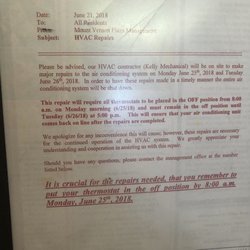 Date: June 21, 2018
To: All Residents
From: Mount Vernon Plaza Management
Subject: HVAC Repairs
Please be advised, our HVAC contractor (Kelly Mechanical) will be on site to make
major repairs to the air conditioning system on Monday June 25th, 2018 and Tuesday
June 26th, 2018. In order to have these repairs made in a timely manner the entire air
conditioning system will be shut down.
This repair will require all thermostats to be placed in the OFF position from 8:00
a.m. on Monday morning (6/25/18) and must remain in the off position until
Tuesday (6/26/18) at 5:00 p.m. This will ensure that your air conditioning unit
comes back on line after the repairs are completed.
We apologize for any inconvenience this will cause; however, these repairs are necessary
for the continued operation of the HVAC system. We greatly appreciate your
understanding and cooperation in assisting us with this repair.
Should you have any questions, please contact the management office at the number
listed below.
It is crucial for the repairs needed, that you remember to
put your thermostat in the off position by 8:00 a.m.
Monday, June 25th, 2018.